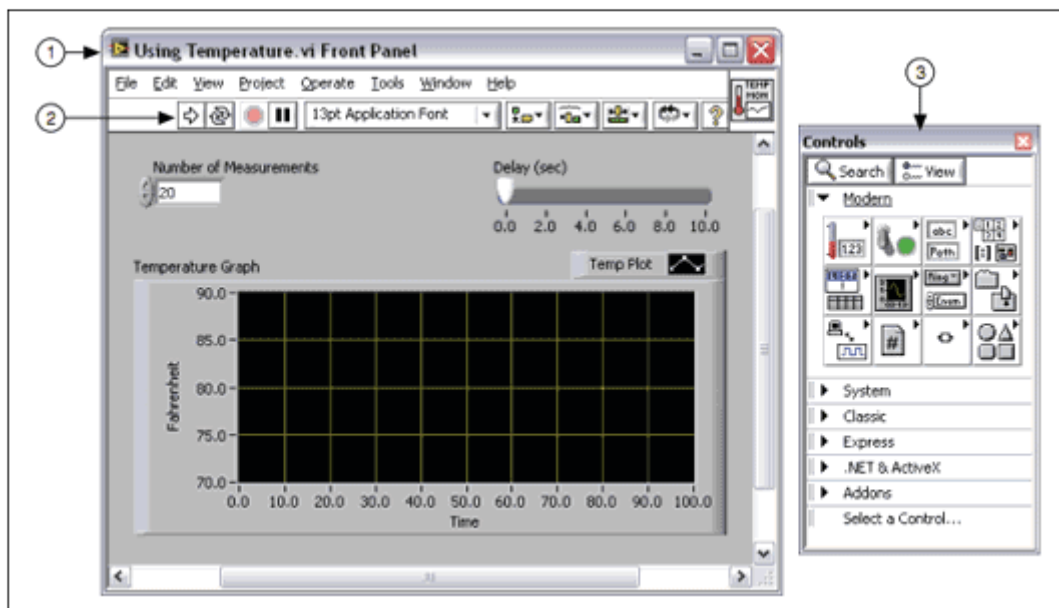 1
Using Temperature.vi Front Panel
File Edit View Project Operate Tools Window Help
TEMP
MON
2
13pt Application Font
?
Number of Measurements
20
Delay (sec)
0.0 2.0 4.0 6.0 8.0 10.0
Temperature Graph
Temp Plot
90.0
85.0
80.0
75.0
70.0
Fahrenheit
0.0 10.0 20.0 30.0 40.0 50.0 60.0 70.0 80.0 90.0 100.0
Time
3
Controls
Search View
Modern
123
abc
Path
Ring
Enum
#
System
Classic
Express
.NET & ActiveX
Addons
Select a Control...